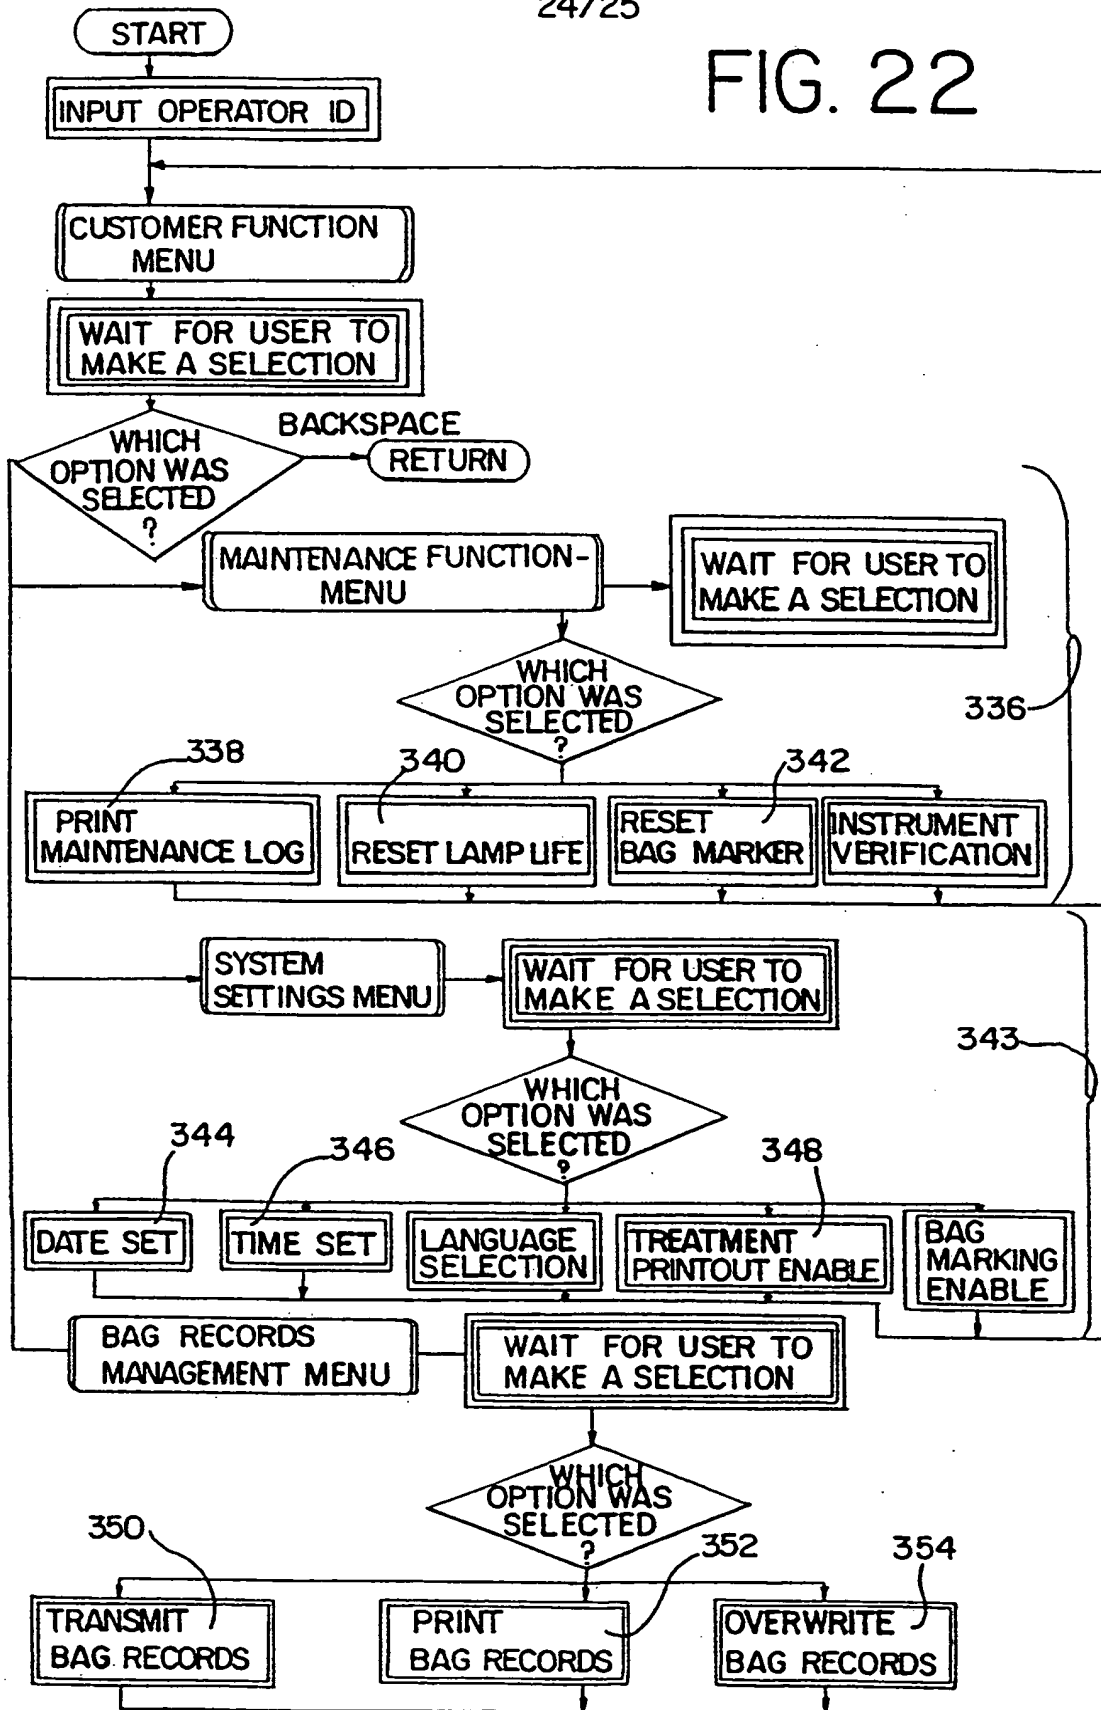 24/25
FIG. 22
START
INPUT OPERATOR ID
CUSTOMER FUNCTION
MENU
WAIT FOR USER TO
MAKE A SELECTION
WHICH
OPTION WAS
SELECTED
?
BACKSPACE
RETURN
MAINTENANCE FUNCTION-
MENU
WAIT FOR USER TO
MAKE A SELECTION
WHICH
OPTION WAS
SELECTED
?
336
338
340
342
PRINT
MAINTENANCE LOG
RESET LAMP LIFE
RESET
BAG MARKER
INSTRUMENT
VERIFICATION
SYSTEM
SETTINGS MENU
WAIT FOR USER TO
MAKE A SELECTION
343
WHICH
OPTION WAS
SELECTED
?
344
346
348
DATE SET
TIME SET
LANGUAGE
SELECTION
TREATMENT
PRINTOUT ENABLE
BAG
MARKING
ENABLE
BAG RECORDS
MANAGEMENT MENU
WAIT FOR USER TO
MAKE A SELECTION
WHICH
OPTION WAS
SELECTED
?
350
352
354
TRANSMIT
BAG RECORDS
PRINT
BAG RECORDS
OVERWRITE
BAG RECORDS